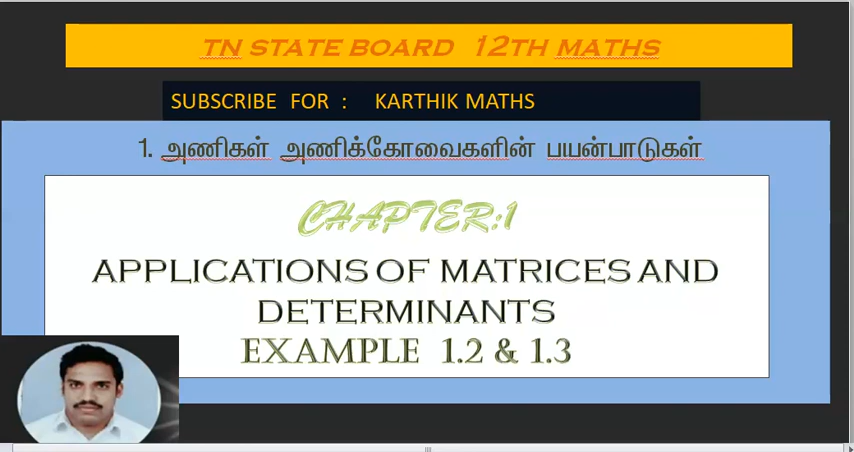 TN STATE BOARD 12TH MATHS
SUBSCRIBE FOR : KARTHIK MATHS
1. அணிகள் அணிக்கோவைகளின் பயன்பாடுகள்
CHAPTER:1
APPLICATIONS OF MATRICES AND
DETERMINANTS
EXAMPLE 1.2 & 1.3